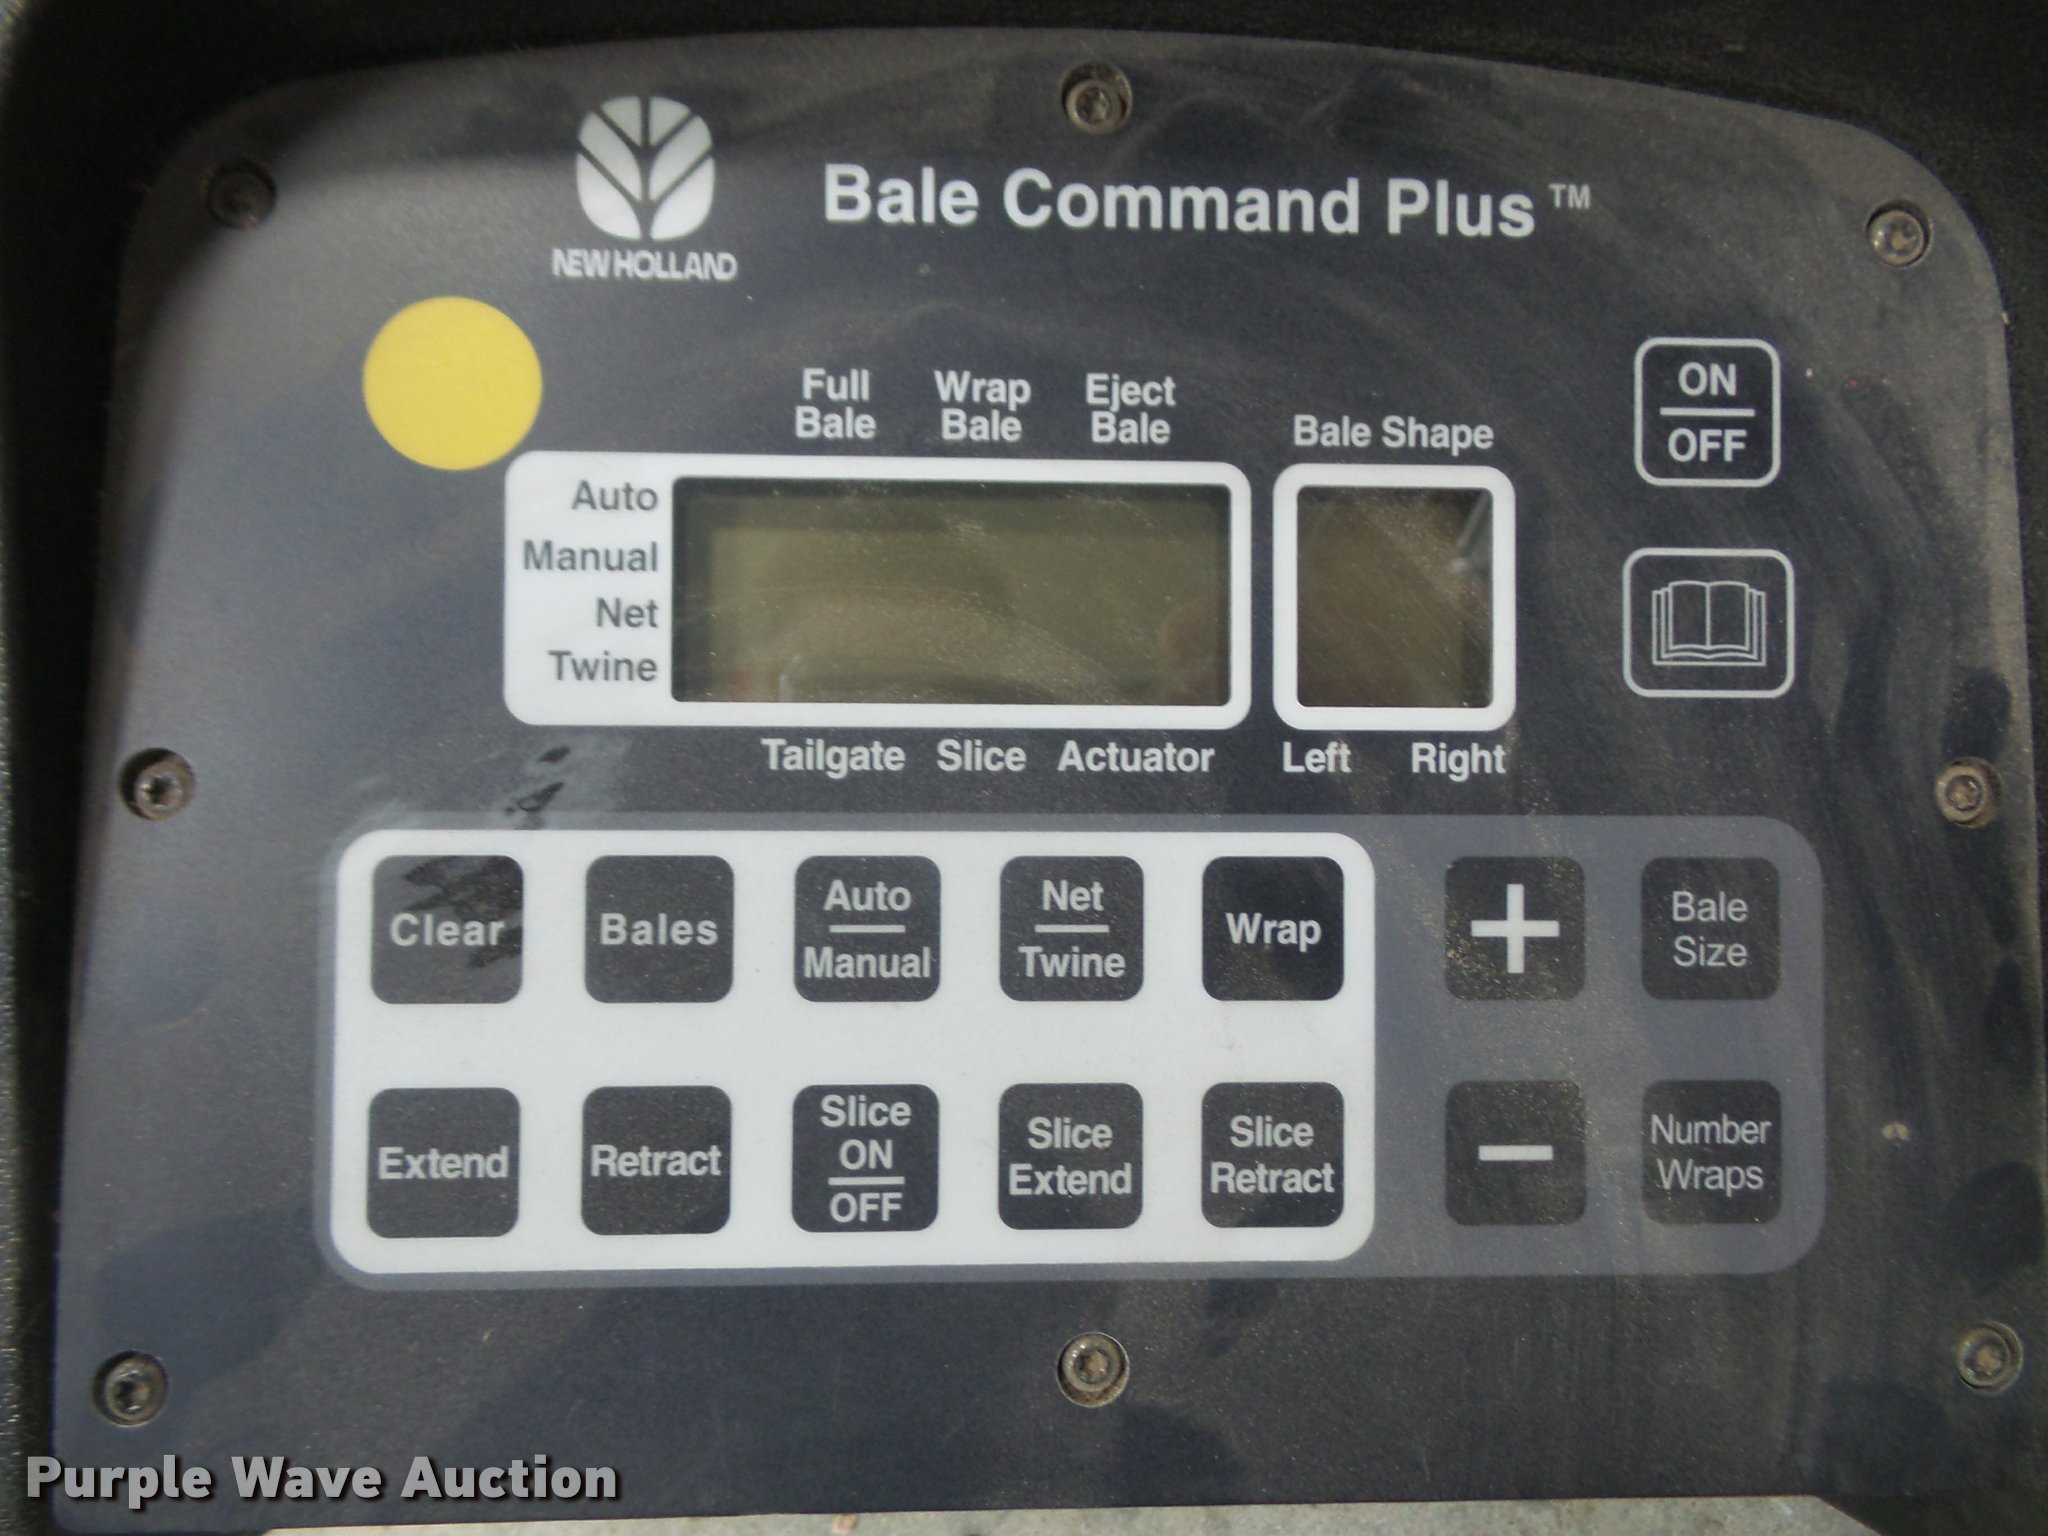 NEW HOLLAND
Bale Command Plus™
Full
Bale
Wrap
Bale
Eject
Bale
Bale Shape
ON
OFF
Auto
Manual
Net
Twine
Tailgate Slice Actuator
Left Right
Clear
Bales
Auto
Manual
Net
Twine
Wrap
+
Bale
Size
Extend
Retract
Slice
ON
OFF
Slice
Extend
Slice
Retract
−
Number
Wraps
Purple Wave Auction